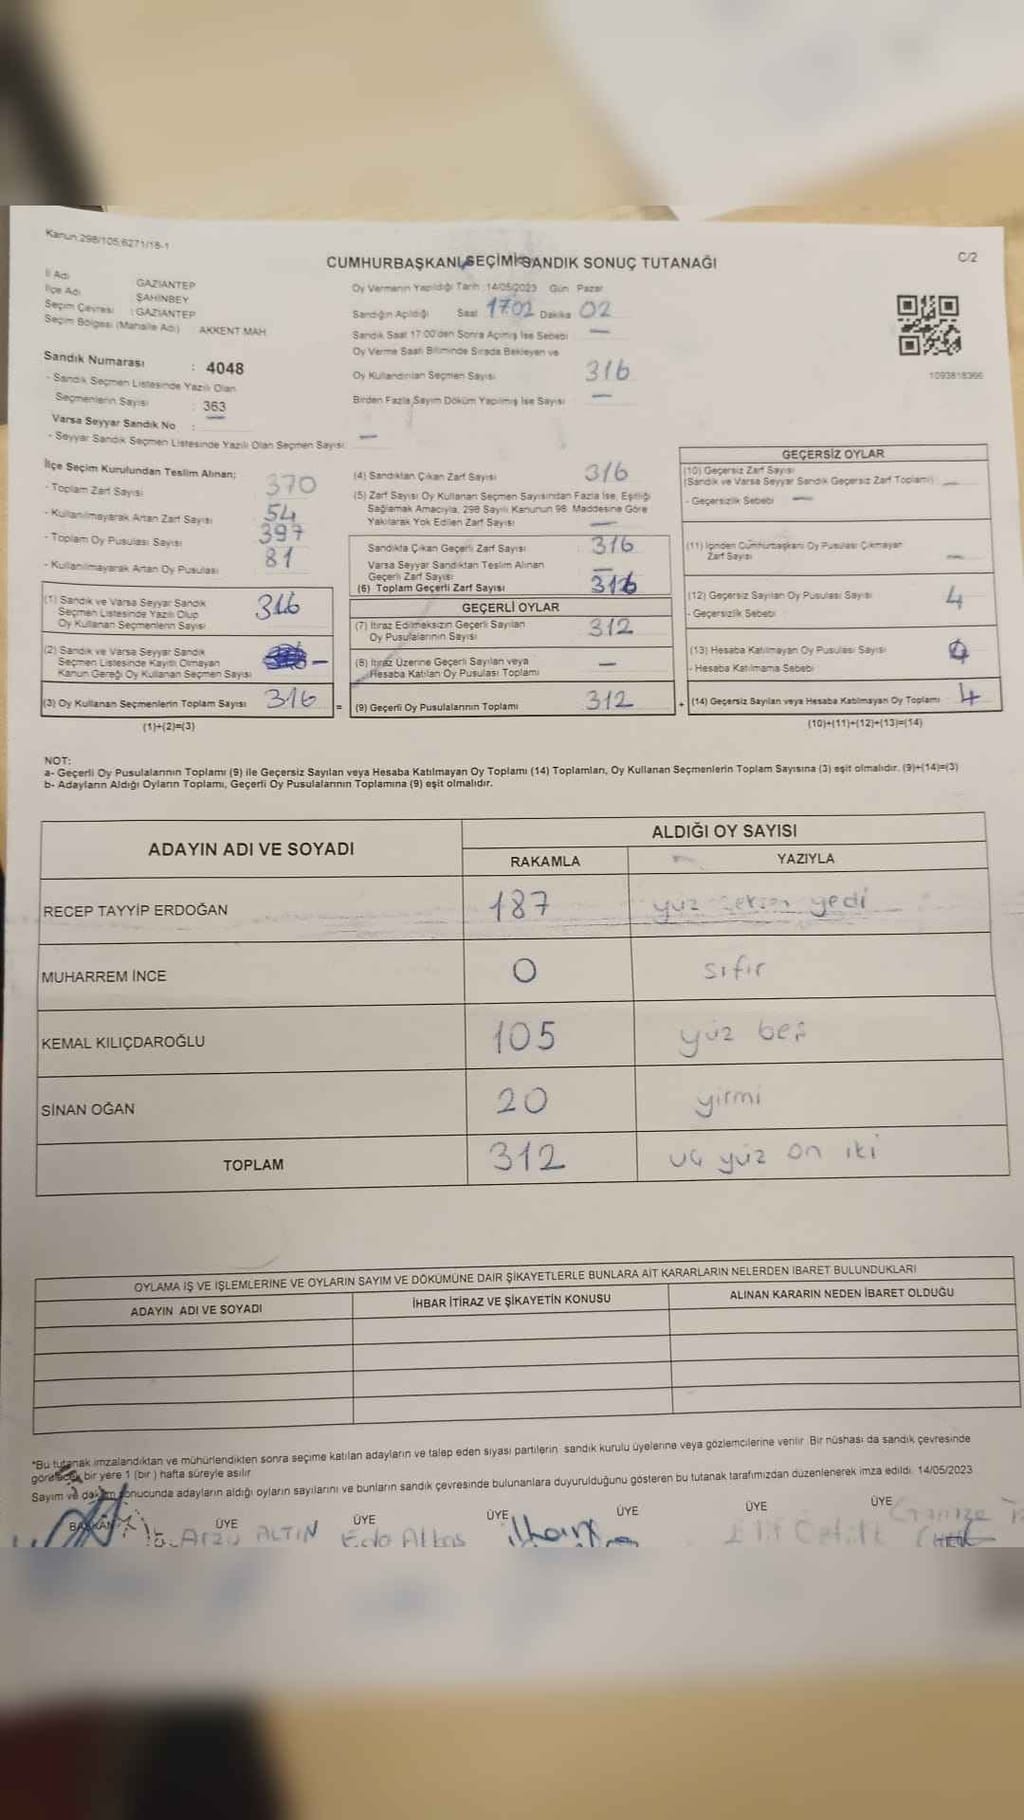 Kanun.298/105,6271/18-1
CUMHURBAŞKANI SEÇİMİ SANDIK SONUÇ TUTANAĞI
C/2
İl Adı GAZİANTEP
İlçe Adı ŞAHİNBEY
Seçim Çevresi : GAZİANTEP
Seçim Bölgesi (Mahalle Adı) AKKENT MAH
Oy Vermenin Yapıldığı Tarih :14/05/2023 Gün Pazar
Sandığın Açıldığı Saat 1702 Dakika 02
Sandık Saat 17:00'den Sonra Açılmış İse Sebebi —
Oy Verme Saati Bitiminde Sırada Bekleyen ve
Oy Kullandırılan Seçmen Sayısı 316
Birden Fazla Sayım Döküm Yapılmış İse Sayısı —
1093818366
Sandık Numarası : 4048
- Sandık Seçmen Listesinde Yazılı Olan
Seçmenlerin Sayısı : 363
Varsa Seyyar Sandık No : —
- Seyyar Sandık Seçmen Listesinde Yazılı Olan Seçmen Sayısı: —
İlçe Seçim Kurulundan Teslim Alınan;
- Toplam Zarf Sayısı 370
- Kullanılmayarak Artan Zarf Sayısı 54
- Toplam Oy Pusulası Sayısı 397
- Kullanılmayarak Artan Oy Pusulası 81
(1) Sandık ve Varsa Seyyar Sandık
Seçmen Listesinde Yazılı Olup
Oy Kullanan Seçmenlerin Sayısı 316
(2) Sandık ve Varsa Seyyar Sandık
Seçmen Listesinde Kayıtlı Olmayan
Kanun Gereği Oy Kullanan Seçmen Sayısı —
(3) Oy Kullanan Seçmenlerin Toplam Sayısı 316 =
(1)+(2)=(3)
(4) Sandıktan Çıkan Zarf Sayısı 316
(5) Zarf Sayısı Oy Kullanan Seçmen Sayısından Fazla İse, Eşitliği
Sağlamak Amacıyla, 298 Sayılı Kanunun 98. Maddesine Göre
Yakılarak Yok Edilen Zarf Sayısı —
Sandıkta Çıkan Geçerli Zarf Sayısı 316
Varsa Seyyar Sandıktan Teslim Alınan
Geçerli Zarf Sayısı —
(6) Toplam Geçerli Zarf Sayısı 316
GEÇERLİ OYLAR
(7) İtiraz Edilmeksizin Geçerli Sayılan
Oy Pusulalarının Sayısı 312
(8) İtiraz Üzerine Geçerli Sayılan veya
Hesaba Katılan Oy Pusulası Toplamı —
(9) Geçerli Oy Pusulalarının Toplamı 312 +
GEÇERSİZ OYLAR
(10) Geçersiz Zarf Sayısı
(Sandık ve Varsa Seyyar Sandık Geçersiz Zarf Toplamı) —
- Geçersizlik Sebebi —
(11) İçinden Cumhurbaşkanı Oy Pusulası Çıkmayan
Zarf Sayısı —
(12) Geçersiz Sayılan Oy Pusulası Sayısı 4
- Geçersizlik Sebebi
(13) Hesaba Katılmayan Oy Pusulası Sayısı
- Hesaba Katılmama Sebebi
(14) Geçersiz Sayılan veya Hesaba Katılmayan Oy Toplamı 4
(10)+(11)+(12)+(13)=(14)
NOT:
a- Geçerli Oy Pusulalarının Toplamı (9) ile Geçersiz Sayılan veya Hesaba Katılmayan Oy Toplamı (14) Toplamları, Oy Kullanan Seçmenlerin Toplam Sayısına (3) eşit olmalıdır. (9)+(14)=(3)
b- Adayların Aldığı Oyların Toplamı, Geçerli Oy Pusulalarının Toplamına (9) eşit olmalıdır.
ADAYIN ADI VE SOYADI
ALDIĞI OY SAYISI
RAKAMLA YAZIYLA
RECEP TAYYİP ERDOĞAN 187 yüz seksen yedi
MUHARREM İNCE 0 sıfır
KEMAL KILIÇDAROĞLU 105 yüz beş
SİNAN OĞAN 20 yirmi
TOPLAM 312 üç yüz on iki
OYLAMA İŞ VE İŞLEMLERİNE VE OYLARIN SAYIM VE DÖKÜMÜNE DAİR ŞİKAYETLERLE BUNLARA AİT KARARLARIN NELERDEN İBARET BULUNDUKLARI
ADAYIN ADI VE SOYADI İHBAR İTİRAZ VE ŞİKAYETİN KONUSU ALINAN KARARIN NEDEN İBARET OLDUĞU
*Bu tutanak imzalandıktan ve mühürlendikten sonra seçime katılan adayların ve talep eden siyasi partilerin sandık kurulu üyelerine veya gözlemcilerine verilir. Bir nüshası da sandık çevresinde
görelecek bir yere 1 (bir) hafta süreyle asılır.
Sayım ve döküm sonucunda adayların aldığı oyların sayılarını ve bunların sandık çevresinde bulunanlara duyurulduğunu gösteren bu tutanak tarafımızdan düzenlenerek imza edildi. 14/05/2023
BAŞKAN ÜYE ÜYE ÜYE ÜYE ÜYE ÜYE
Arzu ALTIN Eda Altaş İlhan Elif